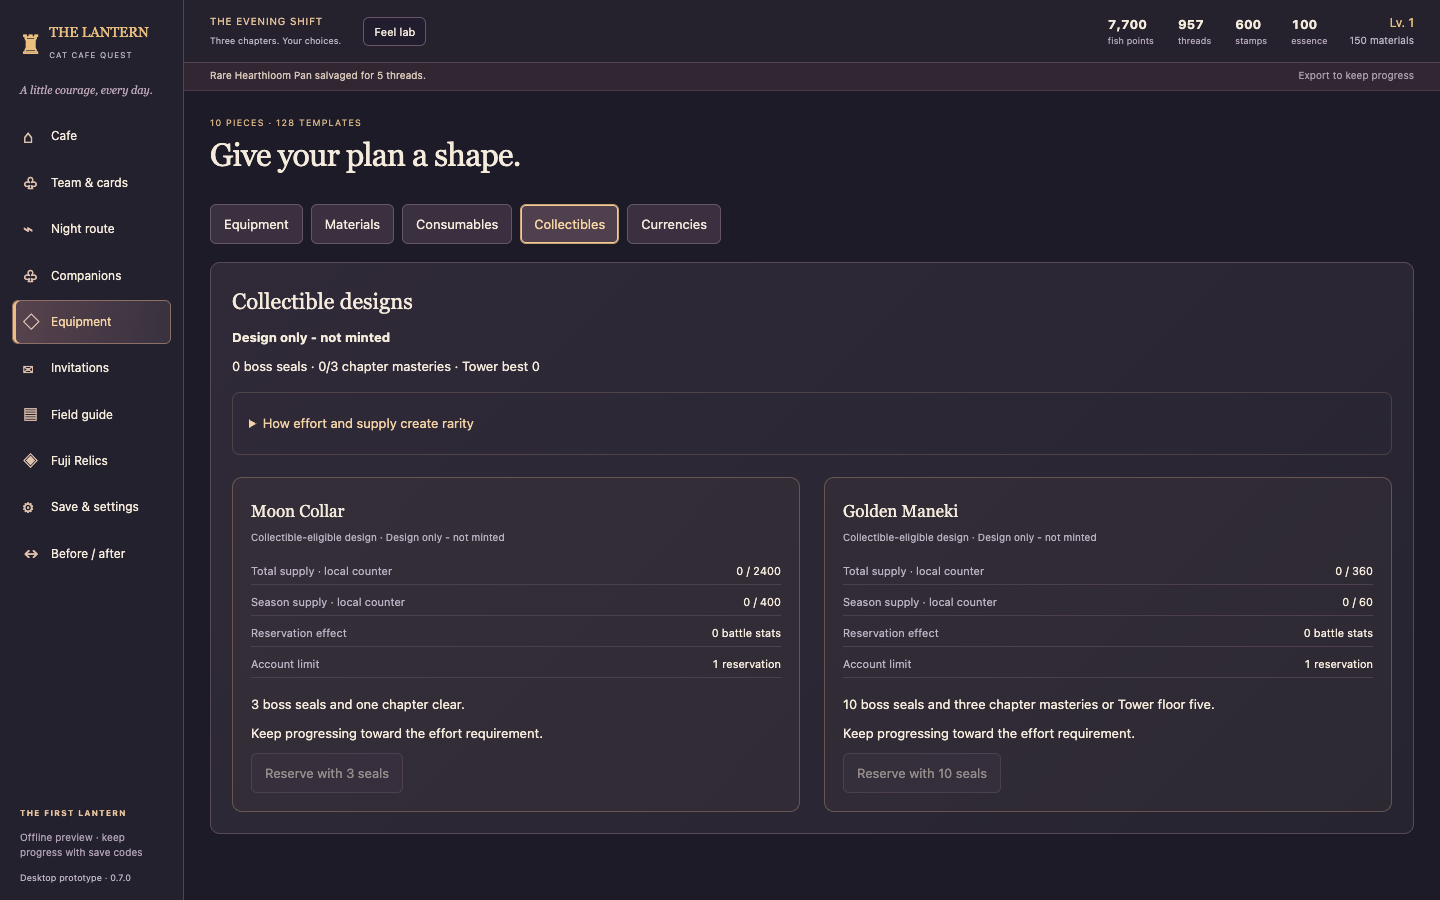 THE LANTERN
CAT CAFE QUEST
A little courage, every day.
Cafe
Team & cards
Night route
Companions
Equipment
Invitations
Field guide
Fuji Relics
Save & settings
Before / after
THE FIRST LANTERN
Offline preview · keep
progress with save codes
Desktop prototype · 0.7.0
THE EVENING SHIFT
Three chapters. Your choices.
Feel lab
7,700
fish points
957
threads
600
stamps
100
essence
Lv. 1
150 materials
Rare Hearthloom Pan salvaged for 5 threads.
Export to keep progress
10 PIECES · 128 TEMPLATES
Give your plan a shape.
Equipment
Materials
Consumables
Collectibles
Currencies
Collectible designs
Design only - not minted
0 boss seals · 0/3 chapter masteries · Tower best 0
How effort and supply create rarity
Moon Collar
Collectible-eligible design · Design only - not minted
Total supply · local counter 0 / 2400
Season supply · local counter 0 / 400
Reservation effect 0 battle stats
Account limit 1 reservation
3 boss seals and one chapter clear.
Keep progressing toward the effort requirement.
Reserve with 3 seals
Golden Maneki
Collectible-eligible design · Design only - not minted
Total supply · local counter 0 / 360
Season supply · local counter 0 / 60
Reservation effect 0 battle stats
Account limit 1 reservation
10 boss seals and three chapter masteries or Tower floor five.
Keep progressing toward the effort requirement.
Reserve with 10 seals